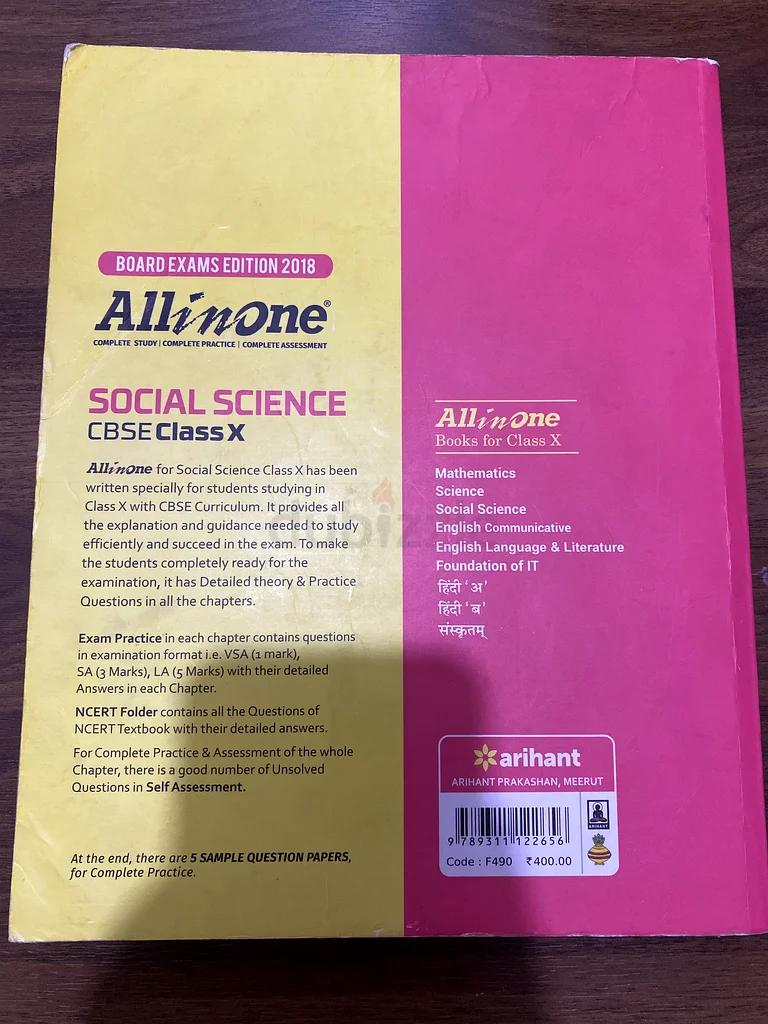 BOARD EXAMS EDITION 2018
Allinone®
COMPLETE STUDY | COMPLETE PRACTICE | COMPLETE ASSESSMENT
SOCIAL SCIENCE
CBSE Class X
Allinone for Social Science Class X has been
written specially for students studying in
Class X with CBSE Curriculum. It provides all
the explanation and guidance needed to study
efficiently and succeed in the exam. To make
the students completely ready for the
examination, it has Detailed theory & Practice
Questions in all the chapters.
Exam Practice in each chapter contains questions
in examination format i.e. VSA (1 mark),
SA (3 Marks), LA (5 Marks) with their detailed
Answers in each Chapter.
NCERT Folder contains all the Questions of
NCERT Textbook with their detailed answers.
For Complete Practice & Assessment of the whole
Chapter, there is a good number of Unsolved
Questions in Self Assessment.
At the end, there are 5 SAMPLE QUESTION PAPERS,
for Complete Practice.
Allinone
Books for Class X
Mathematics
Science
Social Science
English Communicative
English Language & Literature
Foundation of IT
हिंदी ‘अ’
हिंदी ‘ब’
संस्कृतम्
arihant
ARIHANT PRAKASHAN, MEERUT
9 789311 122656
Code : F490 ₹400.00
ARIHANT
dubizzle